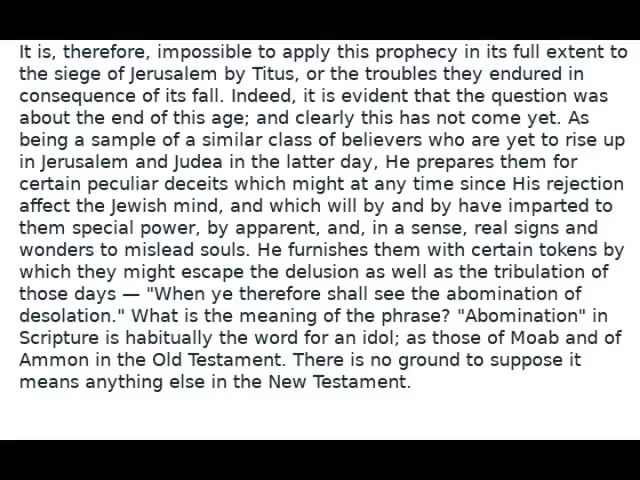 It is, therefore, impossible to apply this prophecy in its full extent to
the siege of Jerusalem by Titus, or the troubles they endured in
consequence of its fall. Indeed, it is evident that the question was
about the end of this age; and clearly this has not come yet. As
being a sample of a similar class of believers who are yet to rise up
in Jerusalem and Judea in the latter day, He prepares them for
certain peculiar deceits which might at any time since His rejection
affect the Jewish mind, and which will by and by have imparted to
them special power, by apparent, and, in a sense, real signs and
wonders to mislead souls. He furnishes them with certain tokens by
which they might escape the delusion as well as the tribulation of
those days — "When ye therefore shall see the abomination of
desolation." What is the meaning of the phrase? "Abomination" in
Scripture is habitually the word for an idol; as those of Moab and of
Ammon in the Old Testament. There is no ground to suppose it
means anything else in the New Testament.